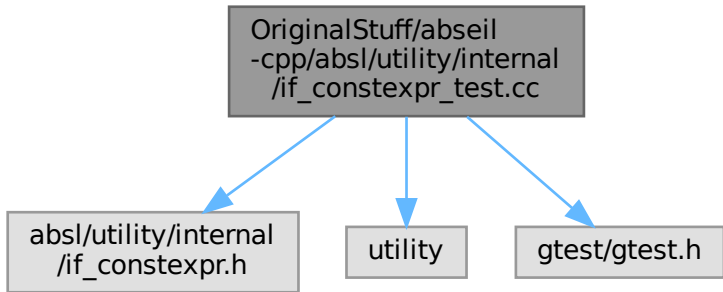 OriginalStuff/abseil
-cpp/absl/utility/internal
/if_constexpr_test.cc
absl/utility/internal
/if_constexpr.h
utility
gtest/gtest.h